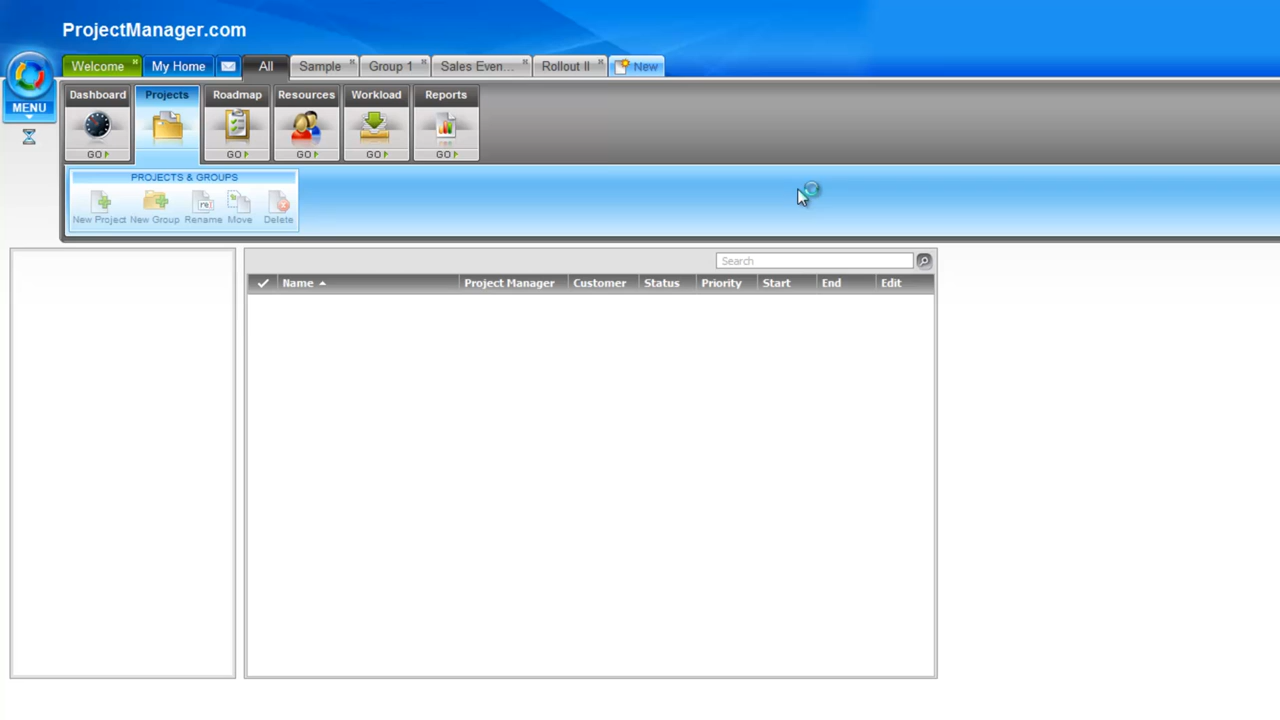 ProjectManager.com
Welcome My Home All Sample Group 1 Sales Even... Rollout II New
MENU
Dashboard Projects Roadmap Resources Workload Reports
GO GO GO GO GO
PROJECTS & GROUPS
New Project New Group Rename Move Delete
Search
Name Project Manager Customer Status Priority Start End Edit